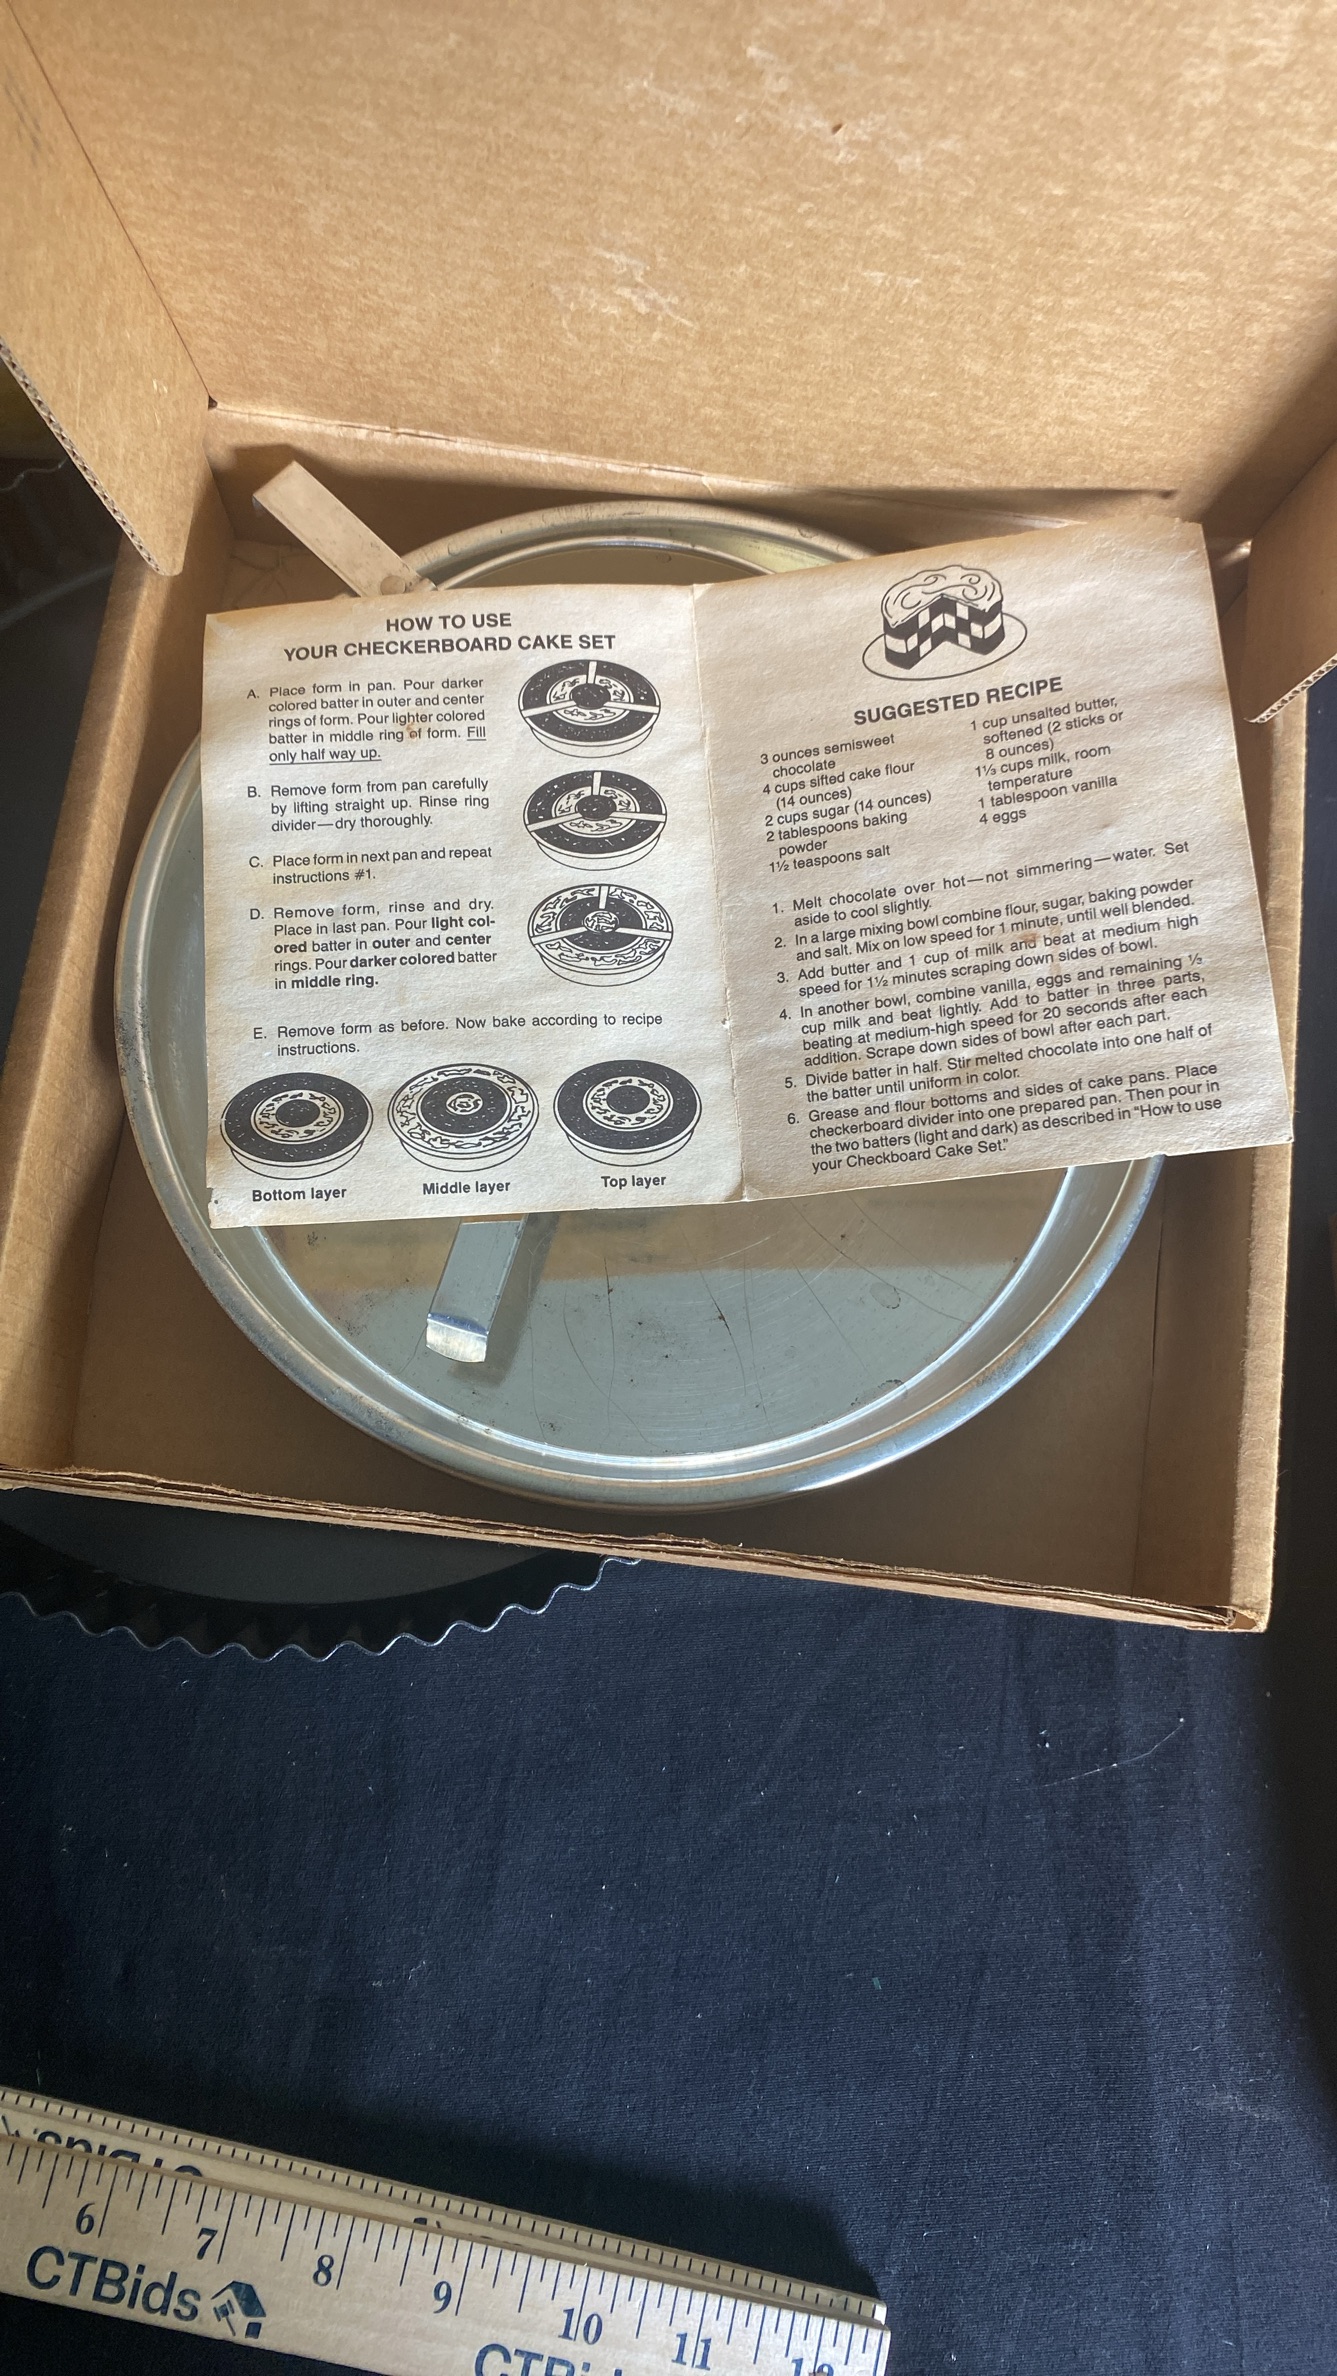 HOW TO USE
YOUR CHECKERBOARD CAKE SET
A. Place form in pan. Pour darker
colored batter in outer and center
rings of form. Pour lighter colored
batter in middle ring of form. Fill
only half way up.
B. Remove form from pan carefully
by lifting straight up. Rinse ring
divider—dry thoroughly.
C. Place form in next pan and repeat
instructions #1.
D. Remove form, rinse and dry.
Place in last pan. Pour light col-
ored batter in outer and center
rings. Pour darker colored batter
in middle ring.
E. Remove form as before. Now bake according to recipe
instructions.
Bottom layer
Middle layer
Top layer
SUGGESTED RECIPE
3 ounces semisweet
chocolate
4 cups sifted cake flour
(14 ounces)
2 cups sugar (14 ounces)
2 tablespoons baking
powder
1½ teaspoons salt
1 cup unsalted butter,
softened (2 sticks or
8 ounces)
1⅓ cups milk, room
temperature
1 tablespoon vanilla
4 eggs
1. Melt chocolate over hot—not simmering—water. Set
aside to cool slightly.
2. In a large mixing bowl combine flour, sugar, baking powder
and salt. Mix on low speed for 1 minute, until well blended.
3. Add butter and 1 cup of milk and beat at medium high
speed for 1½ minutes scraping down sides of bowl.
4. In another bowl, combine vanilla, eggs and remaining ⅓
cup milk and beat lightly. Add to batter in three parts,
beating at medium-high speed for 20 seconds after each
addition. Scrape down sides of bowl after each part.
5. Divide batter in half. Stir melted chocolate into one half of
the batter until uniform in color.
6. Grease and flour bottoms and sides of cake pans. Place
checkerboard divider into one prepared pan. Then pour in
the two batters (light and dark) as described in "How to use
your Checkboard Cake Set."
6 7 8 9 10 11 12
CTBids